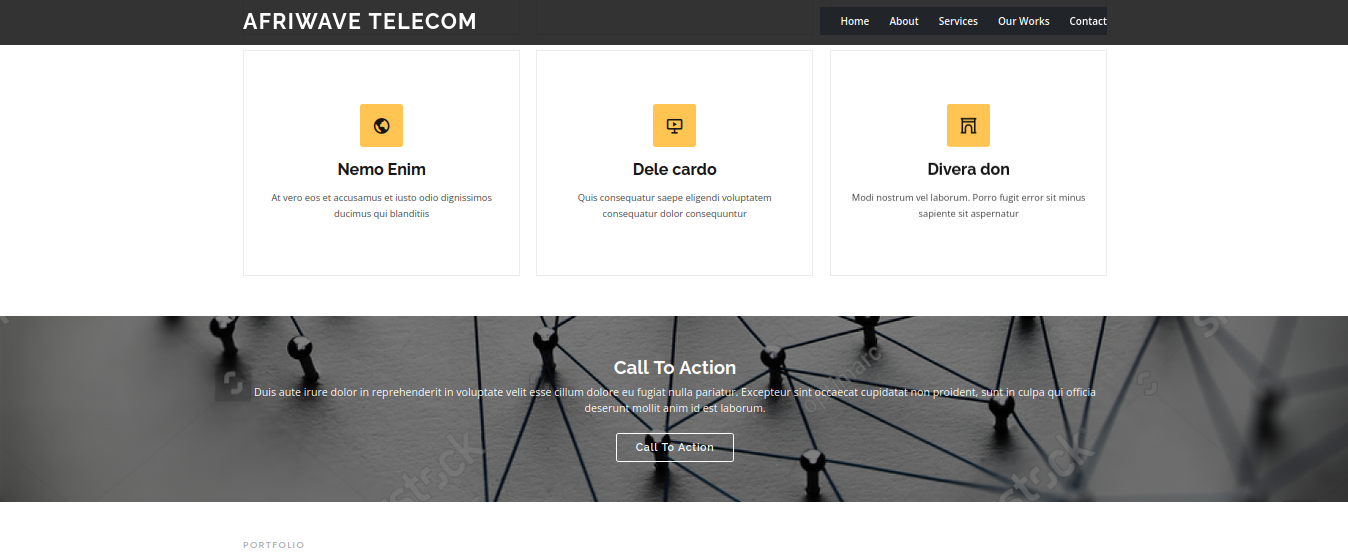 AFRIWAVE TELECOM
Home About Services Our Works Contact
Nemo Enim
At vero eos et accusamus et iusto odio dignissimos
ducimus qui blanditiis
Dele cardo
Quis consequatur saepe eligendi voluptatem
consequatur dolor consequuntur
Divera don
Modi nostrum vel laborum. Porro fugit error sit minus
sapiente sit aspernatur
Call To Action
Duis aute irure dolor in reprehenderit in voluptate velit esse cillum dolore eu fugiat nulla pariatur. Excepteur sint occaecat cupidatat non proident, sunt in culpa qui officia
deserunt mollit anim id est laborum.
Call To Action
PORTFOLIO